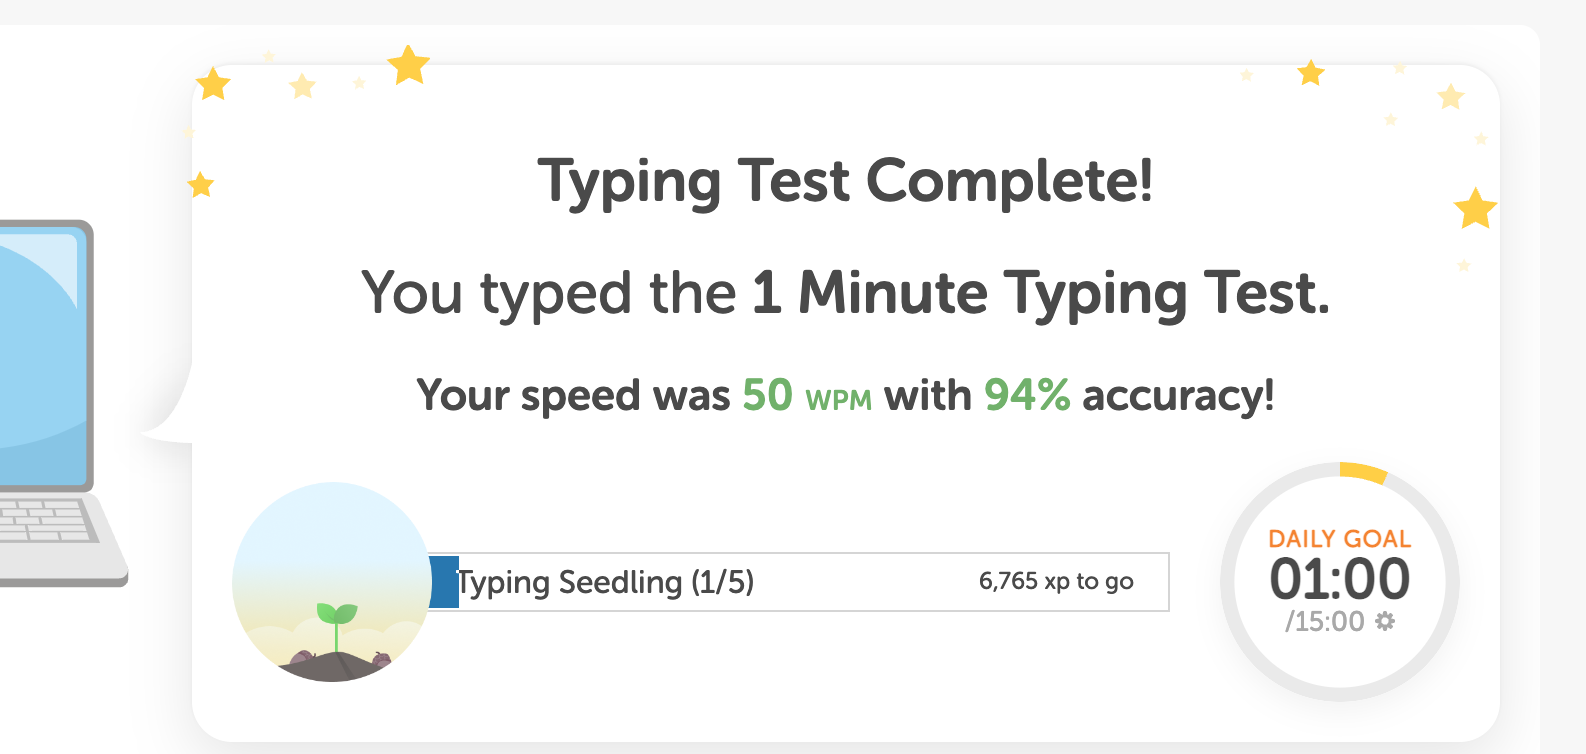 Typing Test Complete!
You typed the 1 Minute Typing Test.
Your speed was 50 WPM with 94% accuracy!
Typing Seedling (1/5) 6,765 xp to go
DAILY GOAL
01:00
/15:00